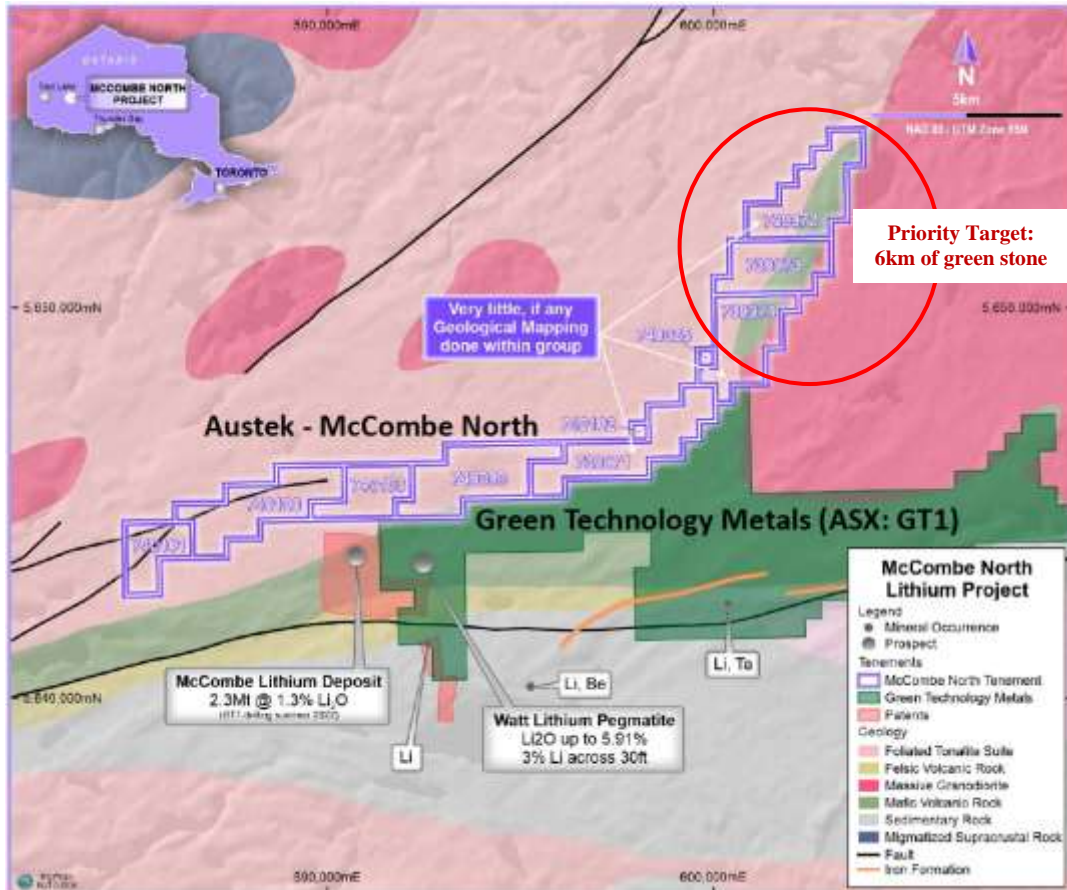 590,000mE
600,000mE
ONTARIO
MCCOMBE NORTH
PROJECT
TORONTO
N
5km
Priority Target:
6km of green stone
5,650,000mN
5,650,000mN
Very little, if any
Geological Mapping
done within group
Austek - McCombe North
Green Technology Metals (ASX: GT1)
McCombe Lithium Deposit
2.3Mt @ 1.3% Li2O
Li
Watt Lithium Pegmatite
Li2O up to 5.91%
3% Li across 30ft
Li, Be
Li, Ta
5,640,000mN
McCombe North
Lithium Project
Legend
Mineral Occurrence
Prospect
Tenements
McCombe North Tenement
Green Technology Metals
Patents
Geology
Foliated Tonalite Suite
Felsic Volcanic Rock
Massive Granodiorite
Mafic Volcanic Rock
Sedimentary Rock
Migmatized Supracrustal Rock
Fault
Iron Formation
590,000mE
600,000mE